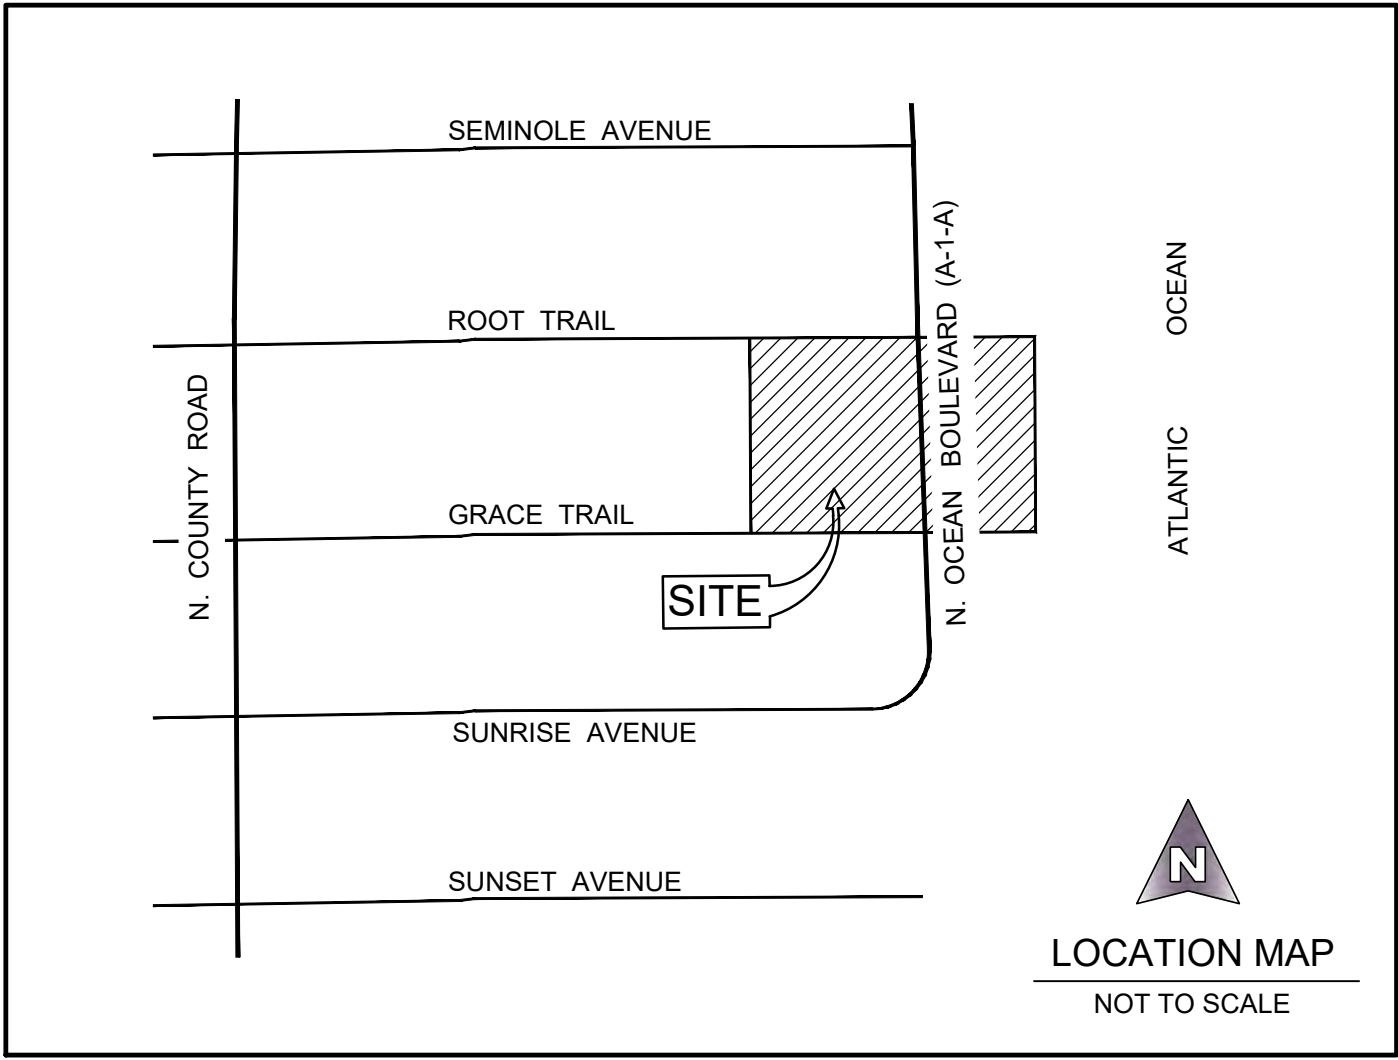 SEMINOLE AVENUE
ROOT TRAIL
N. COUNTY ROAD
GRACE TRAIL
N. OCEAN BOULEVARD (A-1-A)
ATLANTIC OCEAN
SITE
SUNRISE AVENUE
SUNSET AVENUE
N
LOCATION MAP
NOT TO SCALE